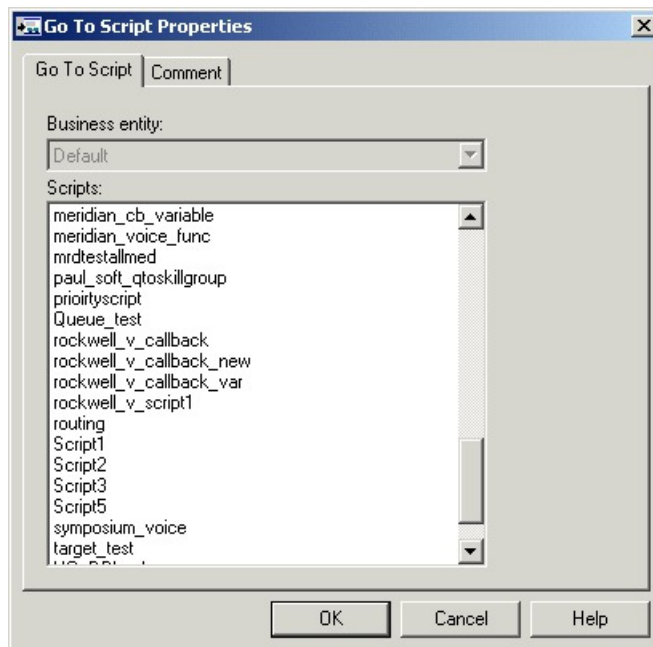 Go To Script Properties
Go To Script
Comment
Business entity:
Default
Scripts:
meridian_cb_variable
meridian_voice_func
mrdtestallmed
paul_soft_qtoskillgroup
prioirtyscript
Queue_test
rockwell_v_callback
rockwell_v_callback_new
rockwell_v_callback_var
rockwell_v_script1
routing
Script1
Script2
Script3
Script5
symposium_voice
target_test
OK
Cancel
Help